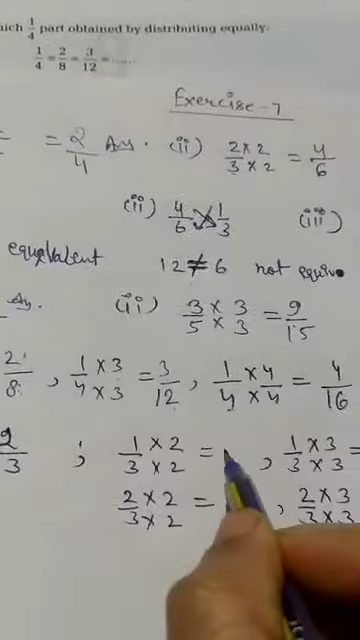 hich 1/4 part obtained by distributing equally.
1/4 = 2/8 = 3/12 = ......
Exercise-7
= 2/4 Ans. (ii) 2×2/3×2 = 4/6
(ii) 4/6 1/3 (iii)
equivalent 12 ≠ 6 not equiv
Ans. (ii) 3×3/5×3 = 9/15
2/8 , 1×3/4×3 = 3/12 , 1×4/4×4 = 4/16
2/3 ; 1×2/3×2 = , 1×3/3×3 =
2×2/3×2 = , 2×3/3×3